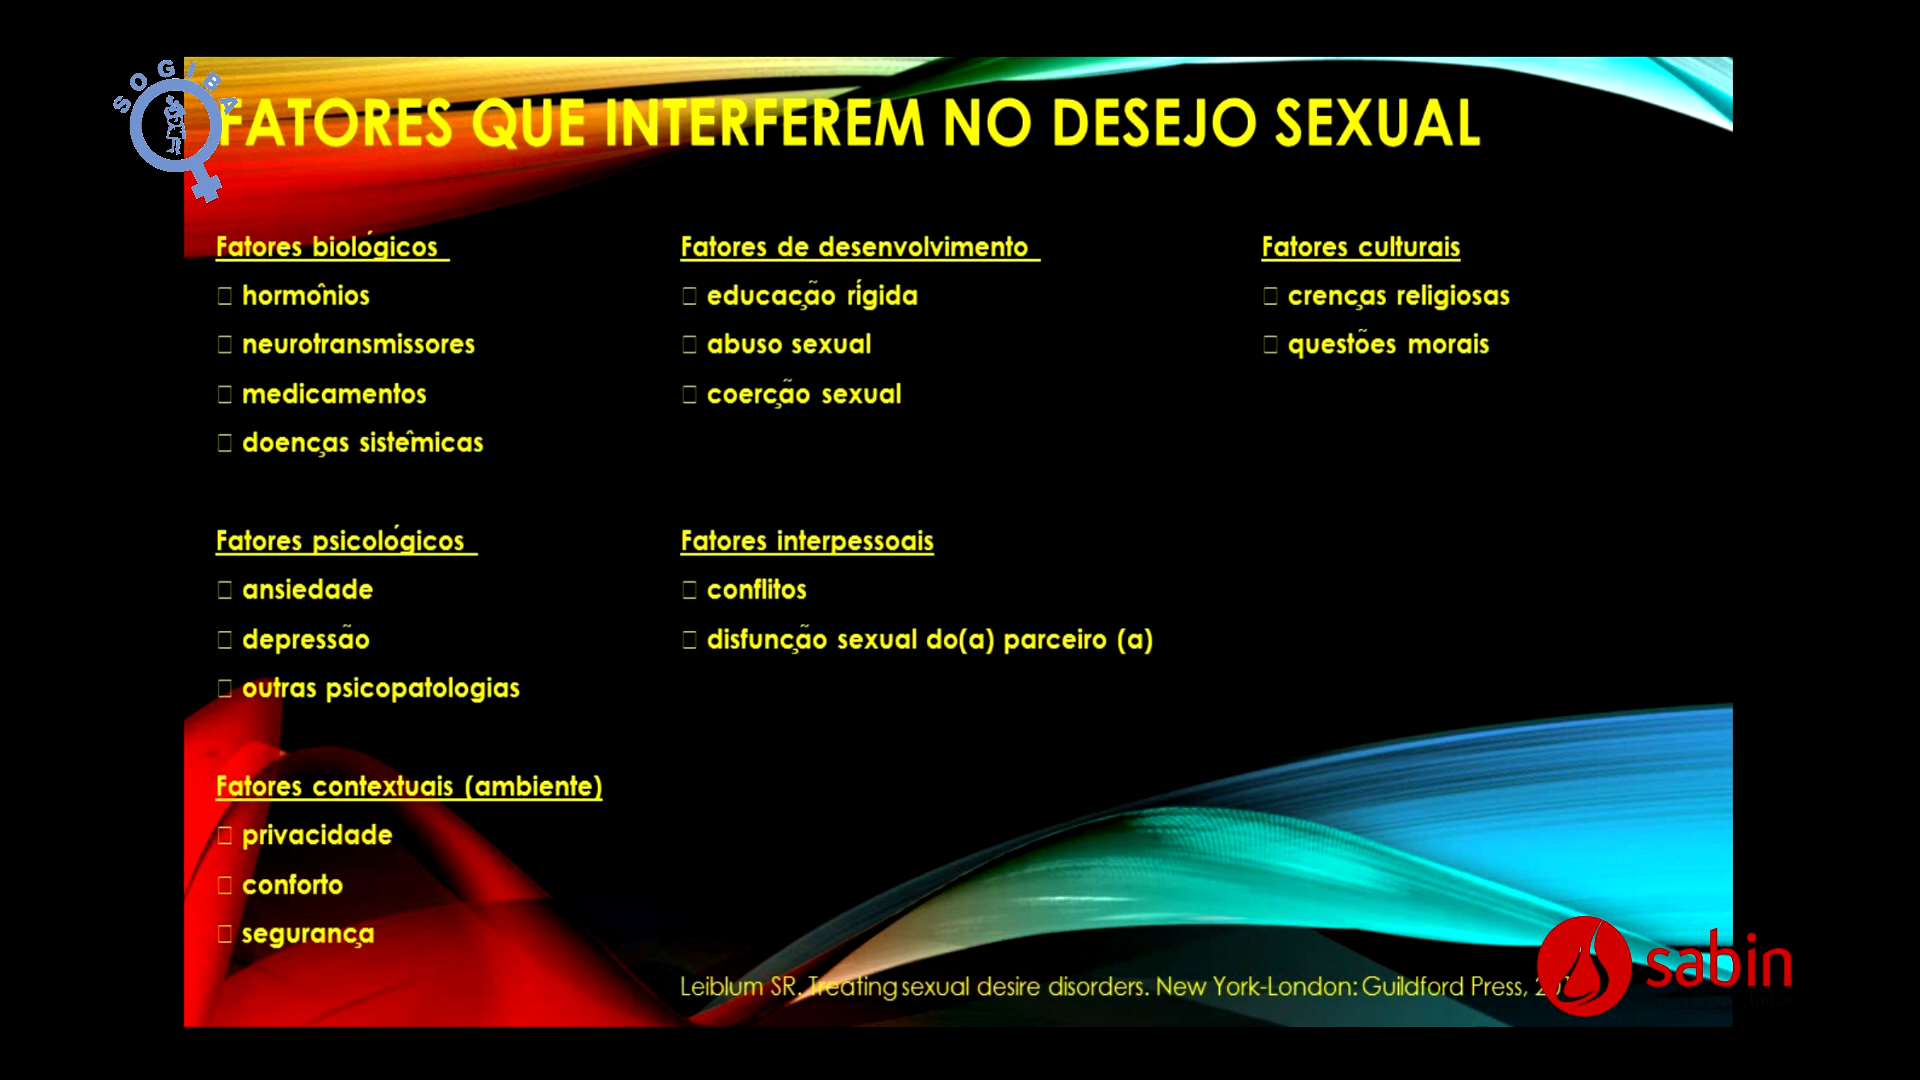 SOGIBA
FATORES QUE INTERFEREM NO DESEJO SEXUAL
Fatores biológicos
hormônios
neurotransmissores
medicamentos
doenças sistêmicas
Fatores de desenvolvimento
educação rígida
abuso sexual
coerção sexual
Fatores culturais
crenças religiosas
questões morais
Fatores psicológicos
ansiedade
depressão
outras psicopatologias
Fatores interpessoais
conflitos
disfunção sexual do(a) parceiro (a)
Fatores contextuais (ambiente)
privacidade
conforto
segurança
Leiblum SR. Treating sexual desire disorders. New York-London: Guildford Press,
sabin